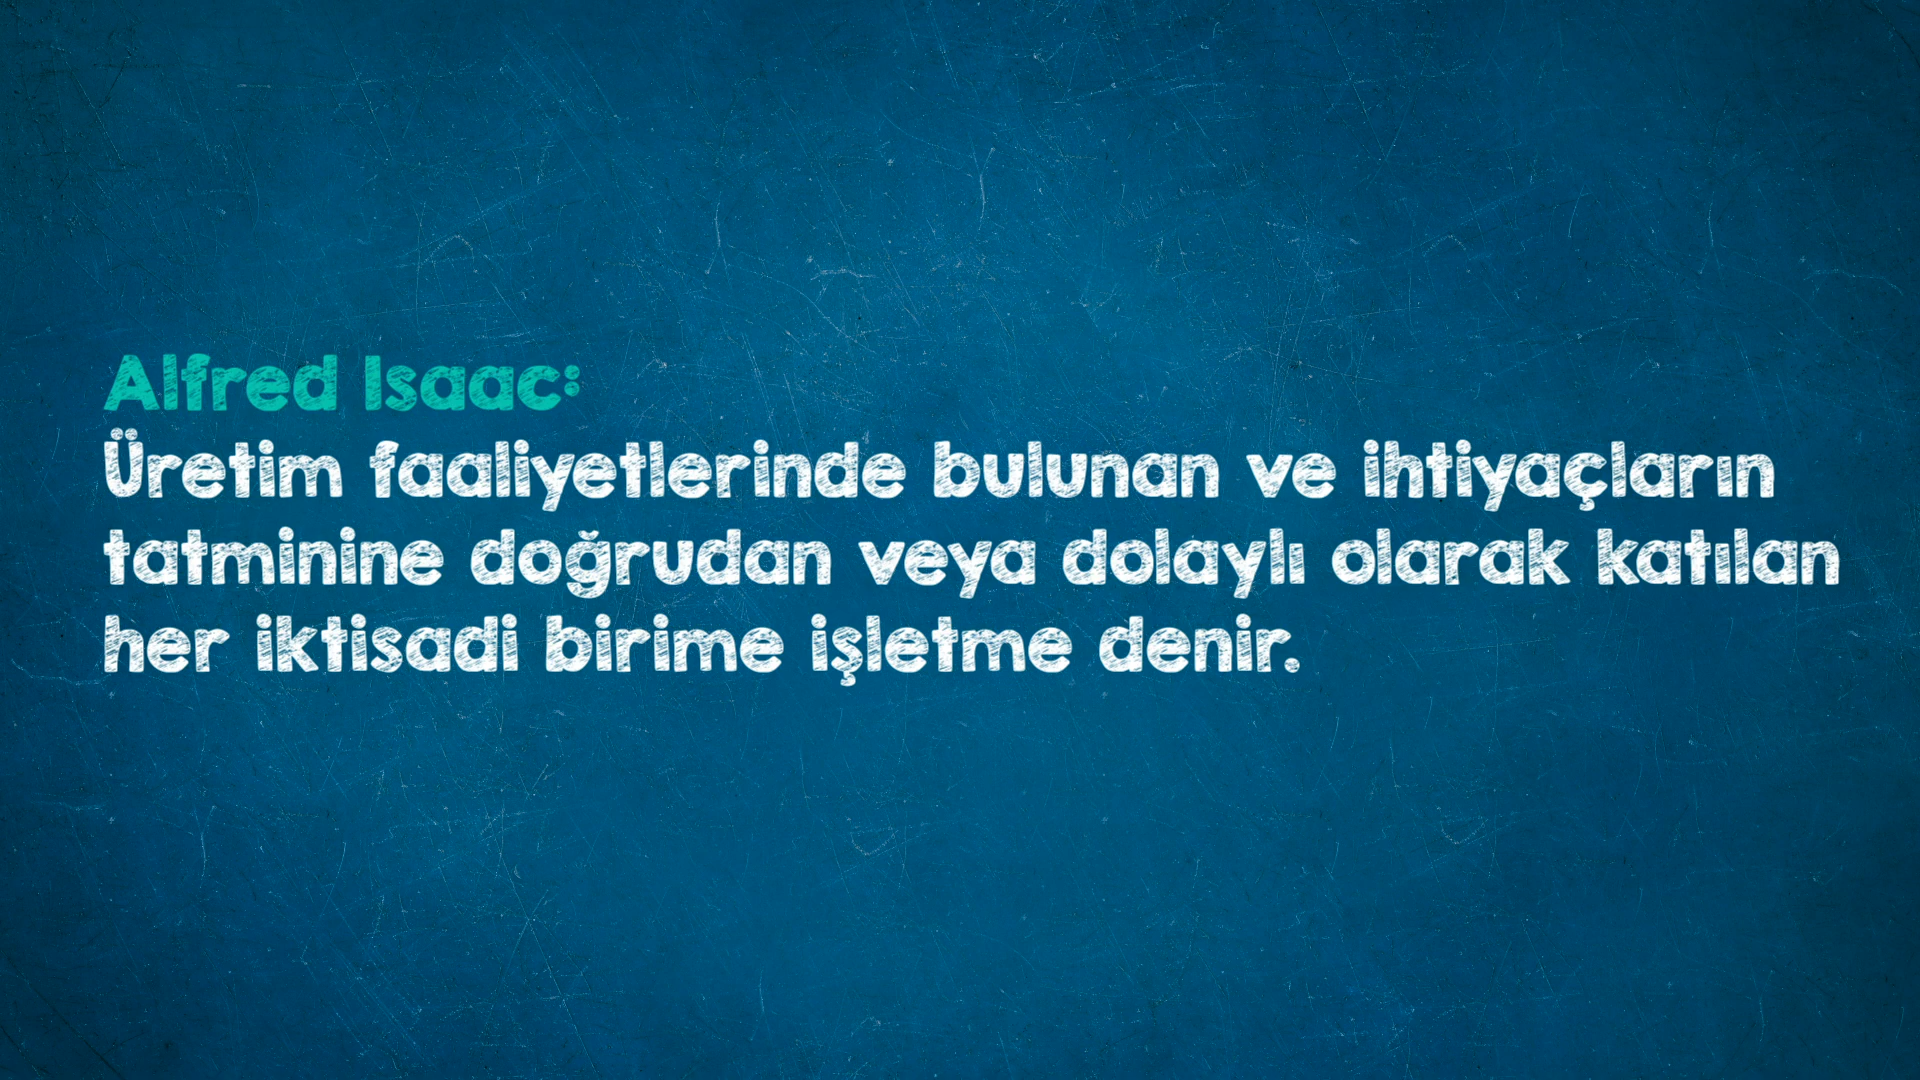 Alfred Isaac:
Üretim faaliyetlerinde bulunan ve ihtiyaçların
tatminine doğrudan veya dolaylı olarak katılan
her iktisadi birime işletme denir.